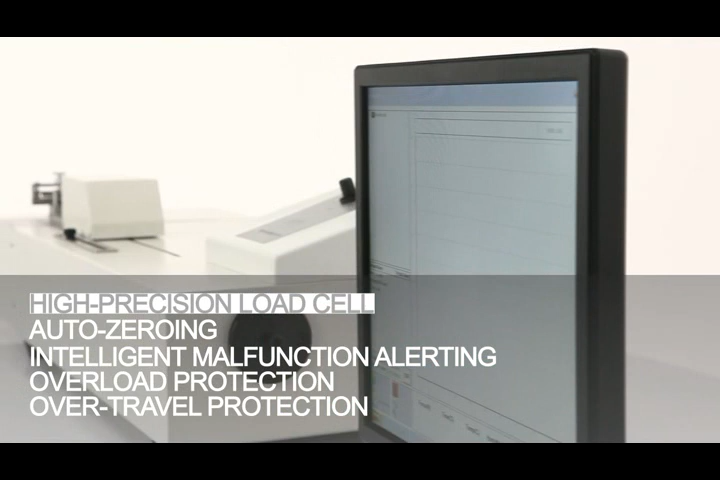 HIGH-PRECISION LOAD CELL
AUTO-ZEROING
INTELLIGENT MALFUNCTION ALERTING
OVERLOAD PROTECTION
OVER-TRAVEL PROTECTION